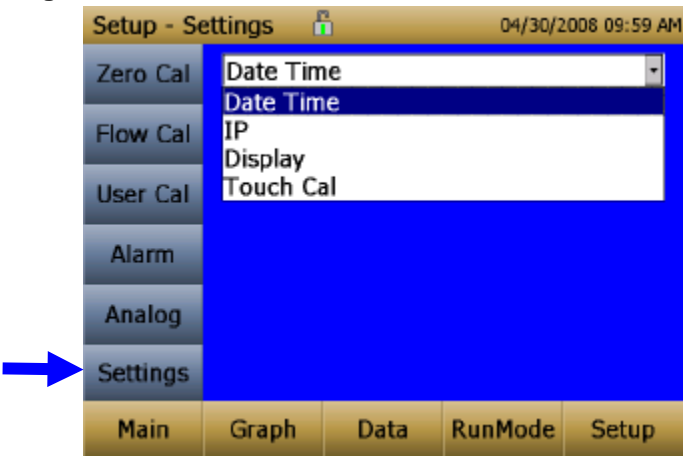 Setup - Settings 04/30/2008 09:59 AM
Zero Cal
Flow Cal
User Cal
Alarm
Analog
Settings
Date Time
Date Time
IP
Display
Touch Cal
Main Graph Data RunMode Setup